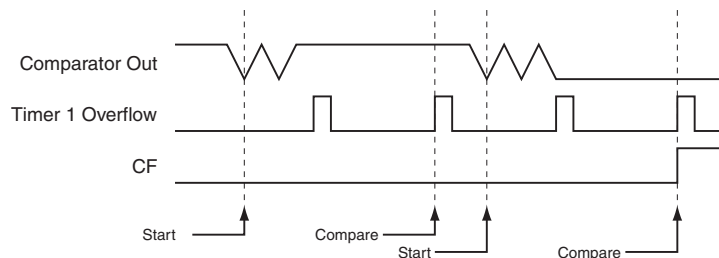 Comparator Out
Timer 1 Overflow
CF
Start
Compare
Start
Compare